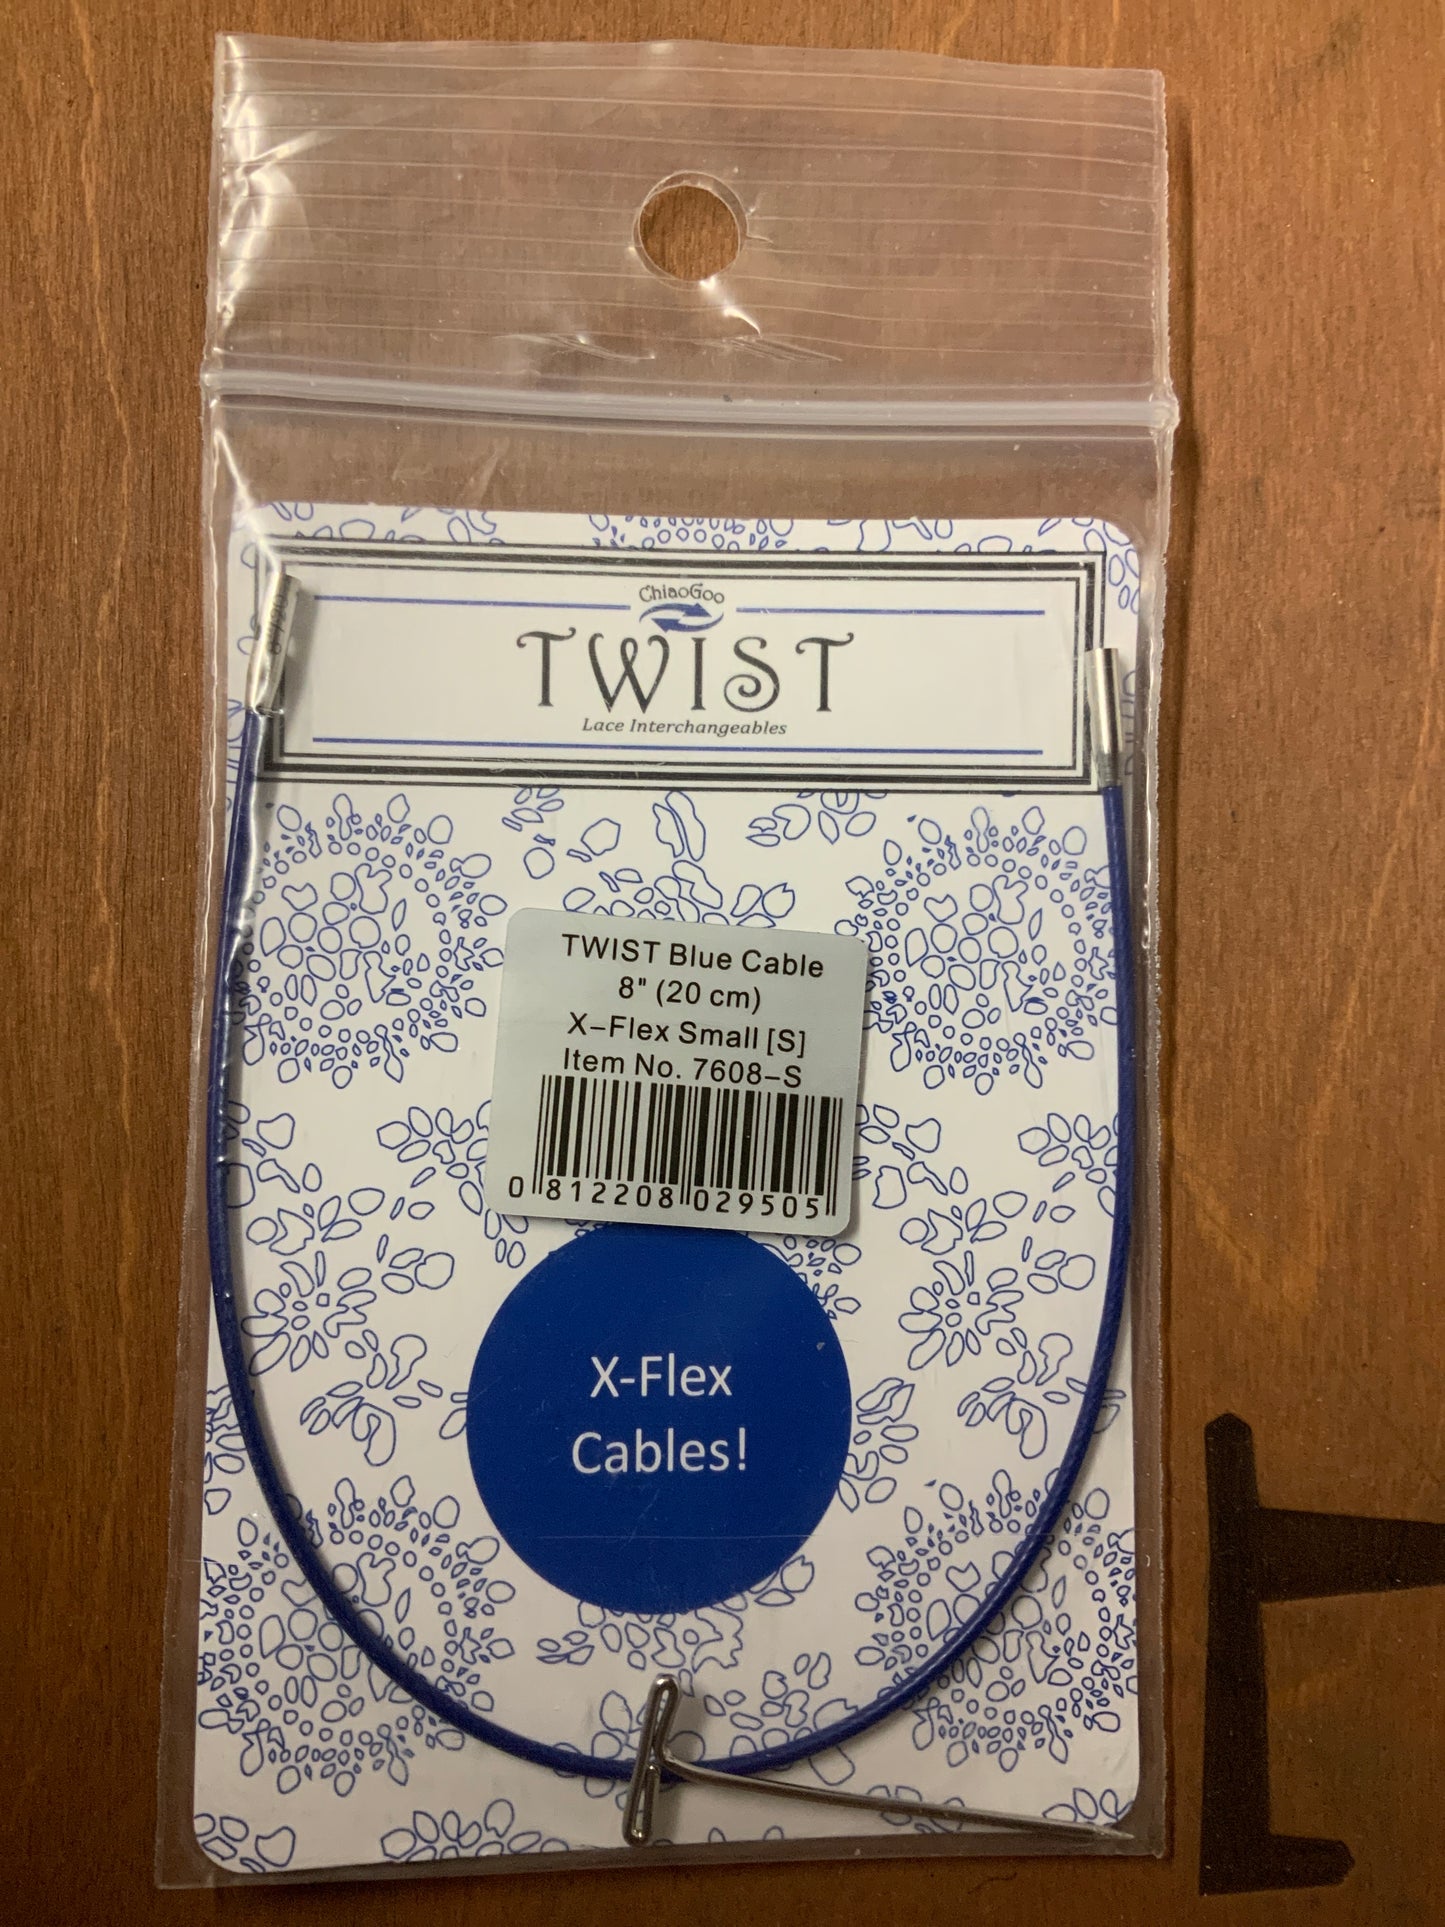 ChiaoGoo
TWIST
Lace Interchangeables
TWIST Blue Cable
8" (20 cm)
X-Flex Small [S]
Item No. 7608-S
0 812208 029505
X-Flex
Cables!